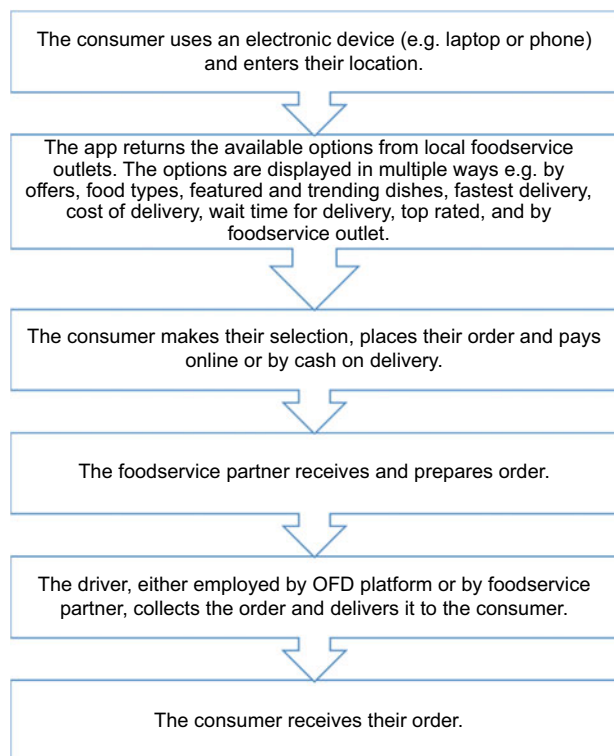 The consumer uses an electronic device (e.g. laptop or phone)
and enters their location.
The app returns the available options from local foodservice
outlets. The options are displayed in multiple ways e.g. by
offers, food types, featured and trending dishes, fastest delivery,
cost of delivery, wait time for delivery, top rated, and by
foodservice outlet.
The consumer makes their selection, places their order and pays
online or by cash on delivery.
The foodservice partner receives and prepares order.
The driver, either employed by OFD platform or by foodservice
partner, collects the order and delivers it to the consumer.
The consumer receives their order.